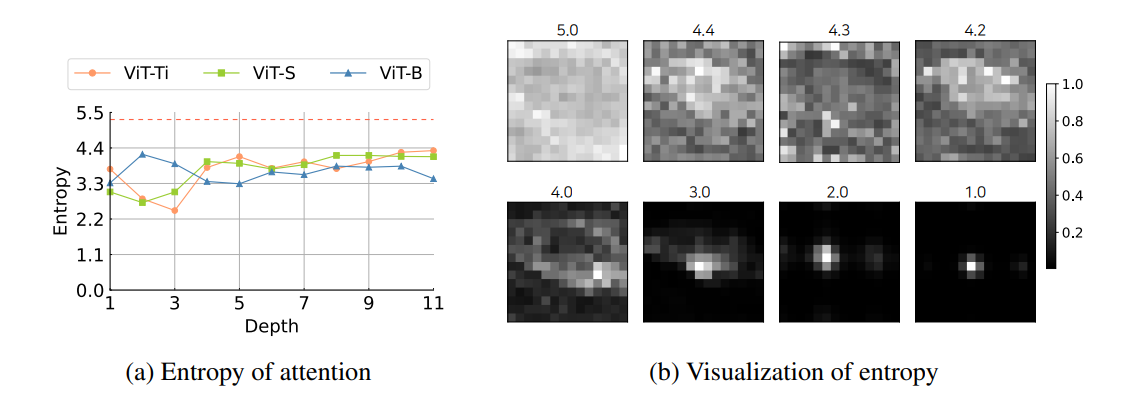 ViT-Ti ViT-S ViT-B
5.5
4.4
3.3
2.2
1.1
0.0
Entropy
1 3 5 7 9 11
Depth
(a) Entropy of attention
5.0 4.4 4.3 4.2
4.0 3.0 2.0 1.0
1.0
0.8
0.6
0.4
0.2
(b) Visualization of entropy